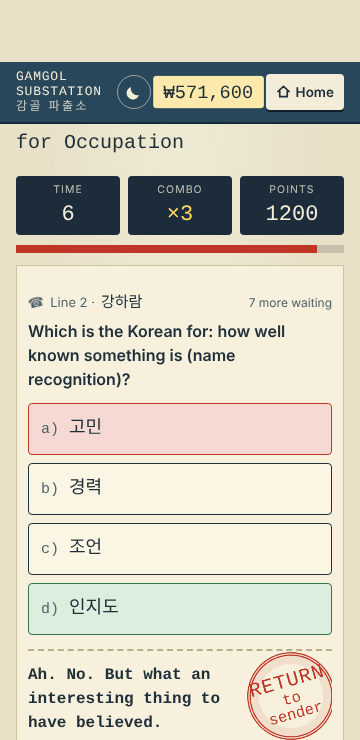 GAMGOL
SUBSTATION
감골 파출소
₩571,600
Home
for Occupation
TIME
6
COMBO
×3
POINTS
1200
☎ Line 2 · 강하람
7 more waiting
Which is the Korean for: how well
known something is (name
recognition)?
a) 고민
b) 경력
c) 조언
d) 인지도
Ah. No. But what an
interesting thing to
have believed.
RETURN
to
sender